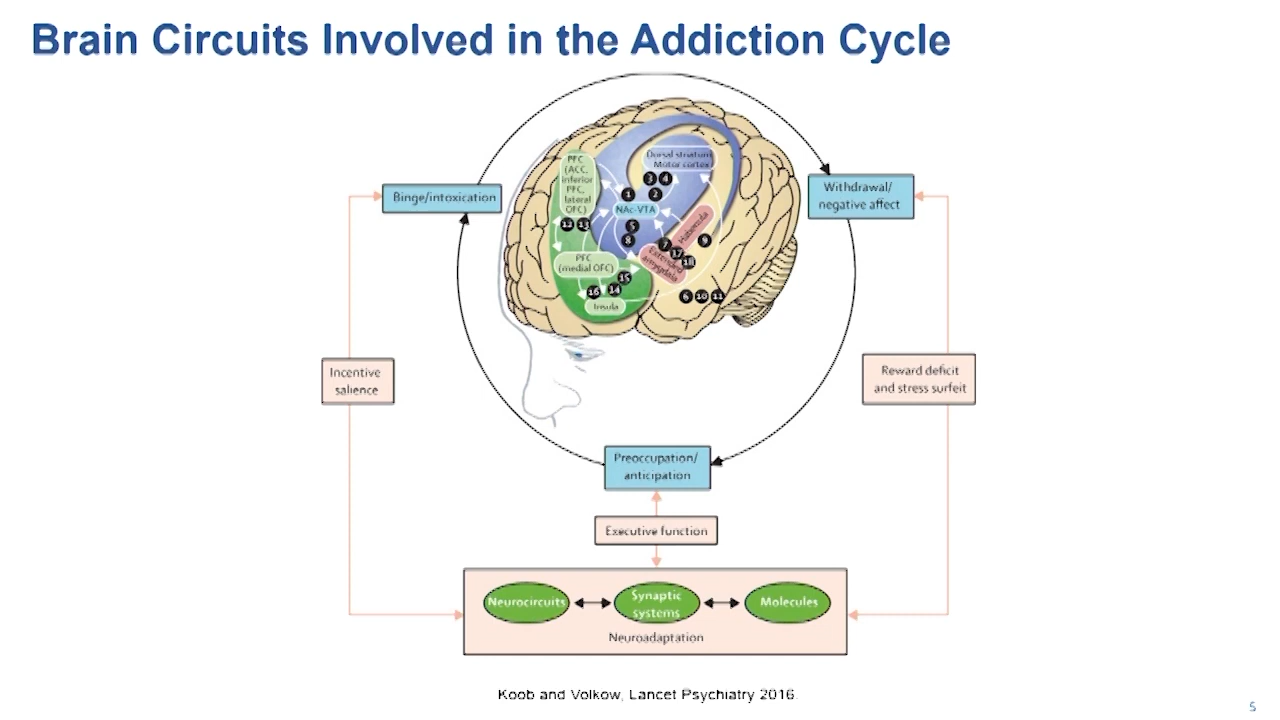 Brain Circuits Involved in the Addiction Cycle
PFC
(ACC,
inferior
PFC,
lateral
OFC)
Dorsal striatum
Motor cortex
3 4
1 2
NAc-VTA
12 13
5
8
Habenula
7 17 18
9
Extended
amygdala
PFC
(medial OFC)
15
16 14
Insula
6 10 11
Binge/intoxication
Withdrawal/
negative affect
Incentive
salience
Reward deficit
and stress surfeit
Preoccupation/
anticipation
Executive function
Neurocircuits
Synaptic
systems
Molecules
Neuroadaptation
Koob and Volkow, Lancet Psychiatry 2016.
5